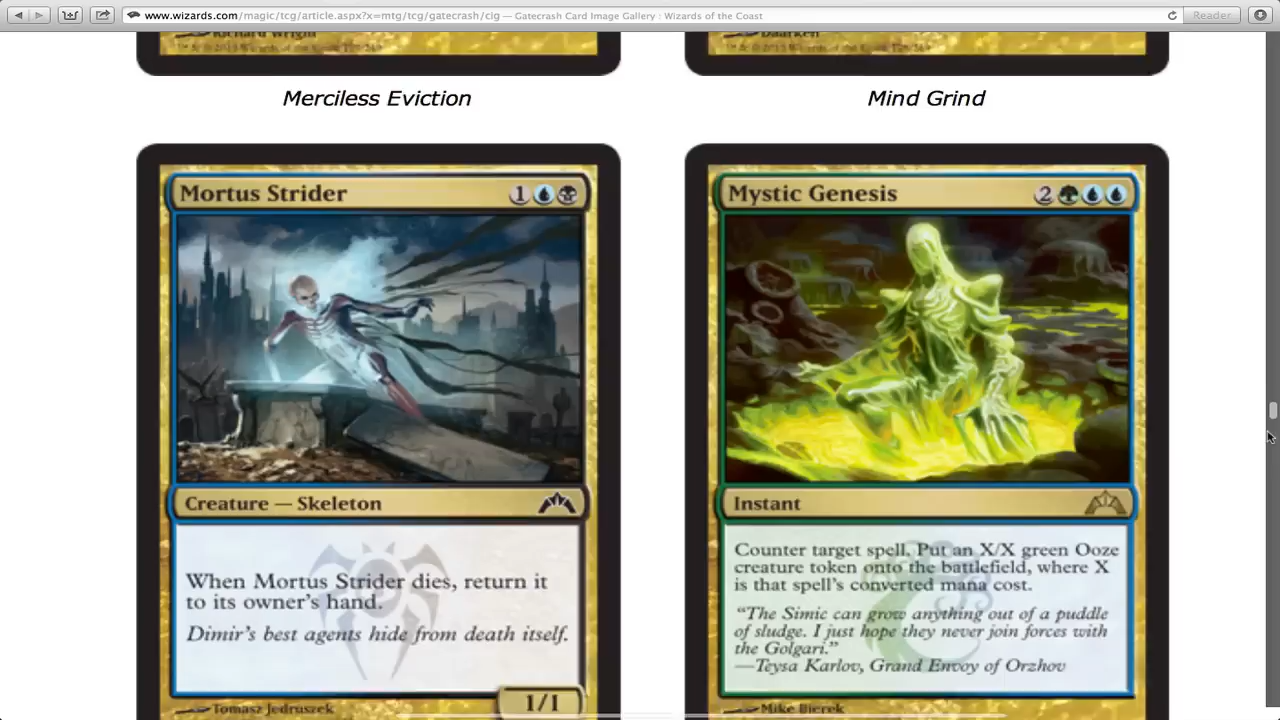 www.wizards.com/magic/tcg/article.aspx?x=mtg/tcg/gatecrash/cig — Gatecrash Card Image Gallery : Wizards of the Coast
Reader
Richard Wright
Daarken
Merciless Eviction
Mind Grind
Mortus Strider
1
Mystic Genesis
2
Creature — Skeleton
Instant
When Mortus Strider dies, return it
to its owner's hand.
Dimir's best agents hide from death itself.
1/1
Tomasz Jedruszek
Counter target spell. Put an X/X green Ooze
creature token onto the battlefield, where X
is that spell's converted mana cost.
“The Simic can grow anything out of a puddle
of sludge. I just hope they never join forces with
the Golgari.”
—Teysa Karlov, Grand Envoy of Orzhov
Mike Bierek